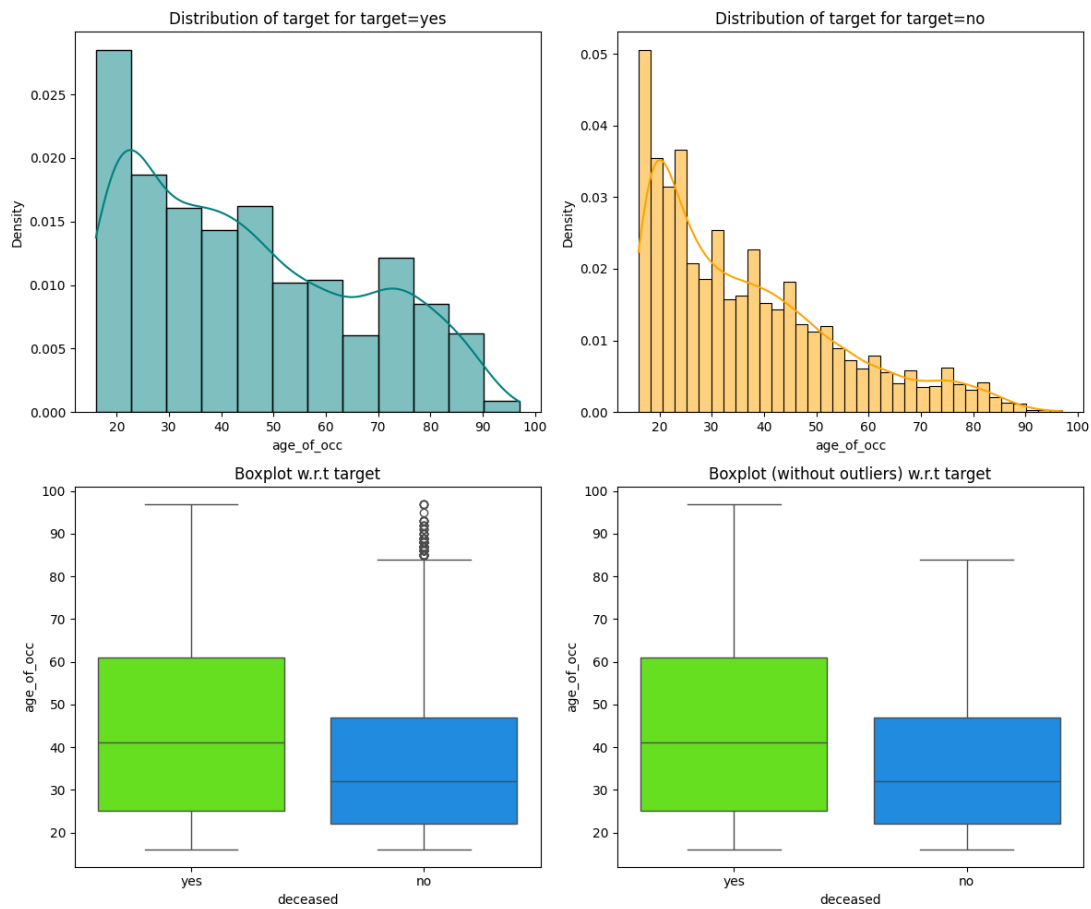 Distribution of target for target=yes
Density
0.025
0.020
0.015
0.010
0.005
0.000
20 30 40 50 60 70 80 90 100
age_of_occ
Distribution of target for target=no
Density
0.05
0.04
0.03
0.02
0.01
0.00
20 30 40 50 60 70 80 90 100
age_of_occ
Boxplot w.r.t target
age_of_occ
100
90
80
70
60
50
40
30
20
yes no
deceased
Boxplot (without outliers) w.r.t target
age_of_occ
100
90
80
70
60
50
40
30
20
yes no
deceased